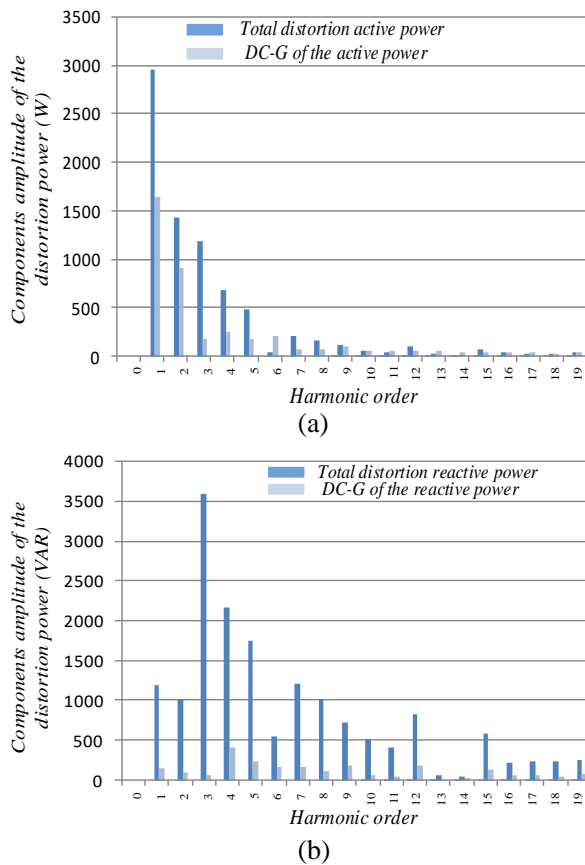 Total distortion active power
DC-G of the active power
Components amplitude of the
distortion power (W)
3500
3000
2500
2000
1500
1000
500
0
0 1 2 3 4 5 6 7 8 9 10 11 12 13 14 15 16 17 18 19
Harmonic order
(a)
Total distortion reactive power
DC-G of the reactive power
Components amplitude of the
distortion power (VAR)
4000
3500
3000
2500
2000
1500
1000
500
0
0 1 2 3 4 5 6 7 8 9 10 11 12 13 14 15 16 17 18 19
Harmonic order
(b)